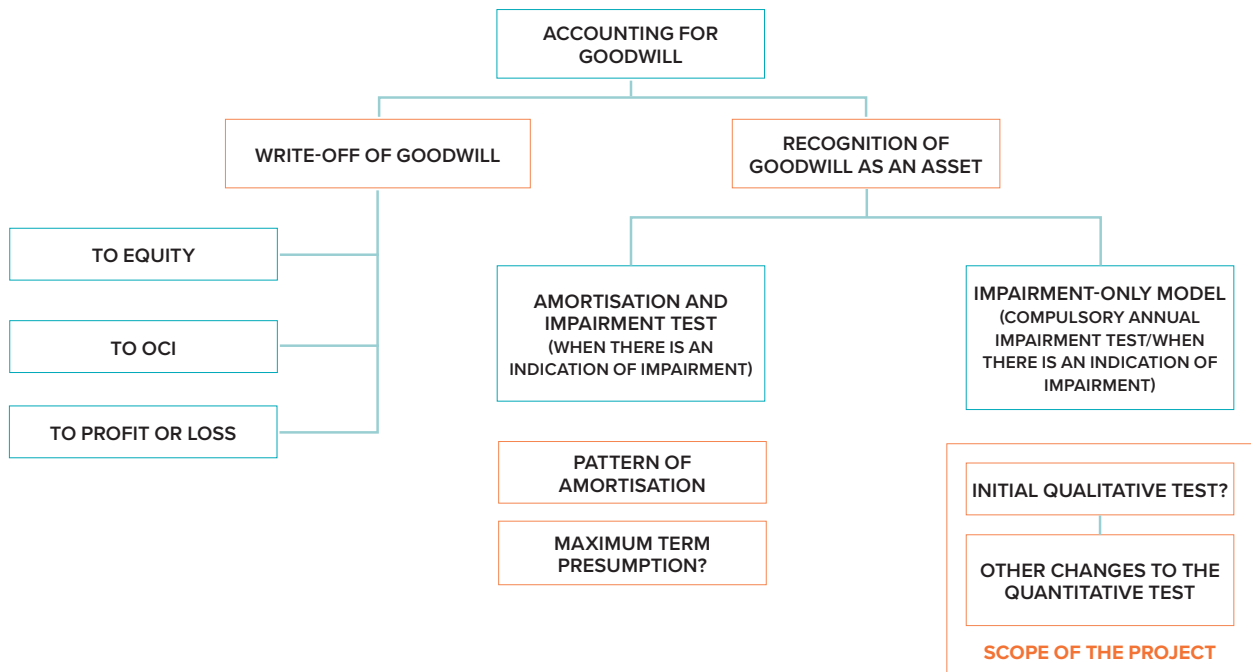 ACCOUNTING FOR
GOODWILL
WRITE-OFF OF GOODWILL
RECOGNITION OF
GOODWILL AS AN ASSET
TO EQUITY
TO OCI
TO PROFIT OR LOSS
AMORTISATION AND
IMPAIRMENT TEST
(WHEN THERE IS AN
INDICATION OF IMPAIRMENT)
IMPAIRMENT-ONLY MODEL
(COMPULSORY ANNUAL
IMPAIRMENT TEST/WHEN
THERE IS AN INDICATION OF
IMPAIRMENT)
PATTERN OF
AMORTISATION
MAXIMUM TERM
PRESUMPTION?
INITIAL QUALITATIVE TEST?
OTHER CHANGES TO THE
QUANTITATIVE TEST
SCOPE OF THE PROJECT